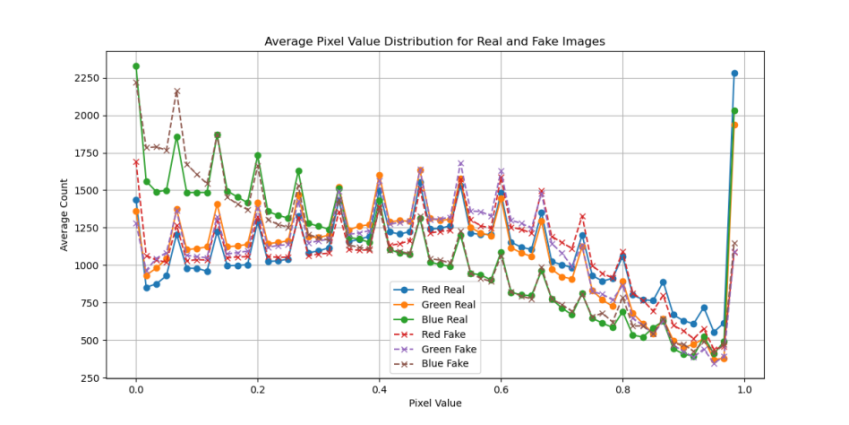 Average Pixel Value Distribution for Real and Fake Images
2250
2000
1750
1500
1250
1000
750
500
250
Average Count
Red Real
Green Real
Blue Real
Red Fake
Green Fake
Blue Fake
0.0 0.2 0.4 0.6 0.8 1.0
Pixel Value